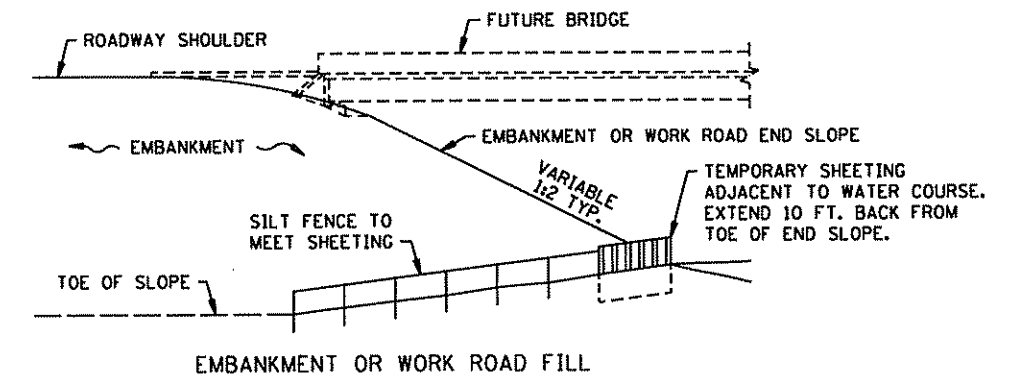 FUTURE BRIDGE
ROADWAY SHOULDER
EMBANKMENT
EMBANKMENT OR WORK ROAD END SLOPE
VARIABLE
1:2 TYP.
TEMPORARY SHEETING
ADJACENT TO WATER COURSE.
EXTEND 10 FT. BACK FROM
TOE OF END SLOPE.
SILT FENCE TO
MEET SHEETING
TOE OF SLOPE
EMBANKMENT OR WORK ROAD FILL